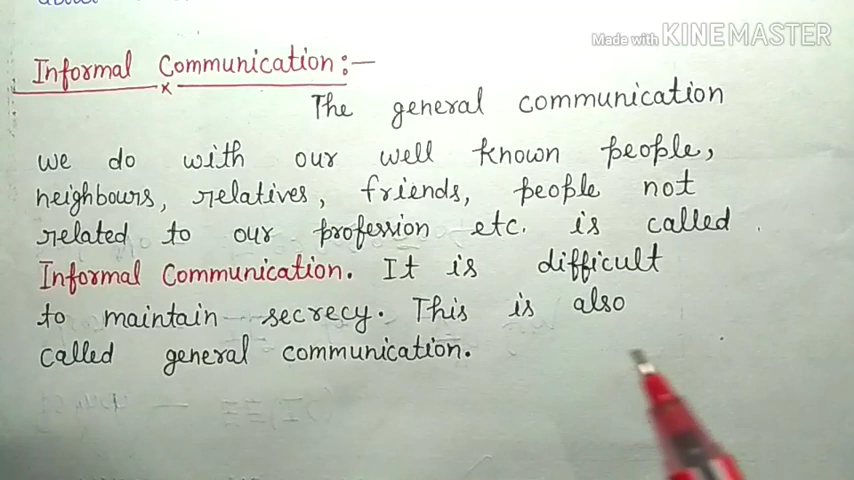 Made with KINEMASTER
Informal Communication:-
The general communication
we do with our well known people,
neighbours, relatives, friends, people not
related to our profession etc. is called
Informal Communication. It is difficult
to maintain secrecy. This is also
called general communication.